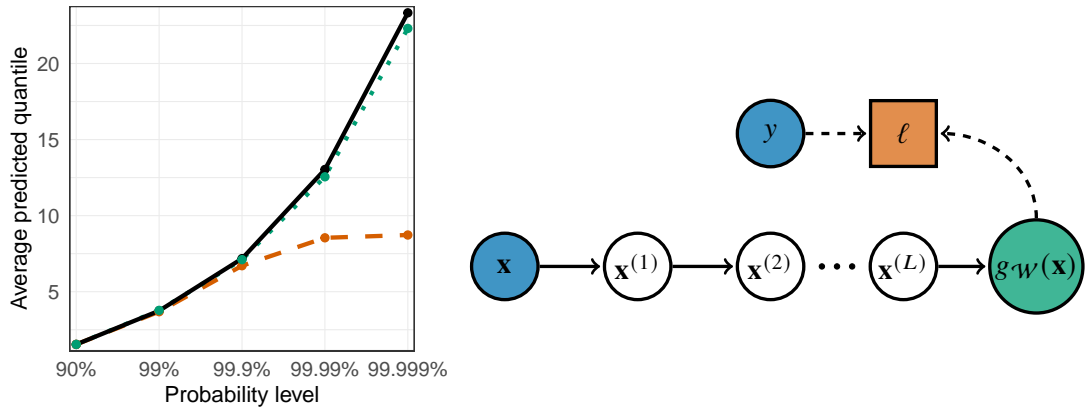 Average predicted quantile
20
15
10
5
90% 99% 99.9% 99.99% 99.999%
Probability level
y ℓ
𝐱 𝐱⁽¹⁾ 𝐱⁽²⁾ ••• 𝐱⁽ᴸ⁾ g_𝒲(𝐱)